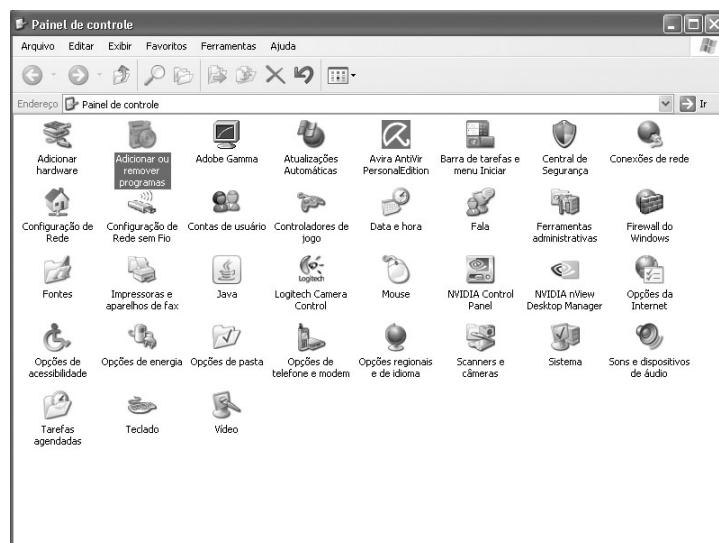 Painel de controle
Arquivo Editar Exibir Favoritos Ferramentas Ajuda
Endereço Painel de controle Ir
Adicionar hardware
Adicionar ou remover programas
Adobe Gamma
Atualizações Automáticas
Avira AntiVir PersonalEdition
Barra de tarefas e menu Iniciar
Central de Segurança
Conexões de rede
Configuração de Rede
Configuração de Rede sem Fio
Contas de usuário
Controladores de jogo
Data e hora
Fala
Ferramentas administrativas
Firewall do Windows
Fontes
Impressoras e aparelhos de fax
Java
Logitech
Logitech Camera Control
Mouse
NVIDIA Control Panel
NVIDIA nView Desktop Manager
Opções da Internet
Opções de acessibilidade
Opções de energia
Opções de pasta
Opções de telefone e modem
Opções regionais e de idioma
Scanners e câmeras
Sistema
Sons e dispositivos de áudio
Tarefas agendadas
Teclado
Vídeo